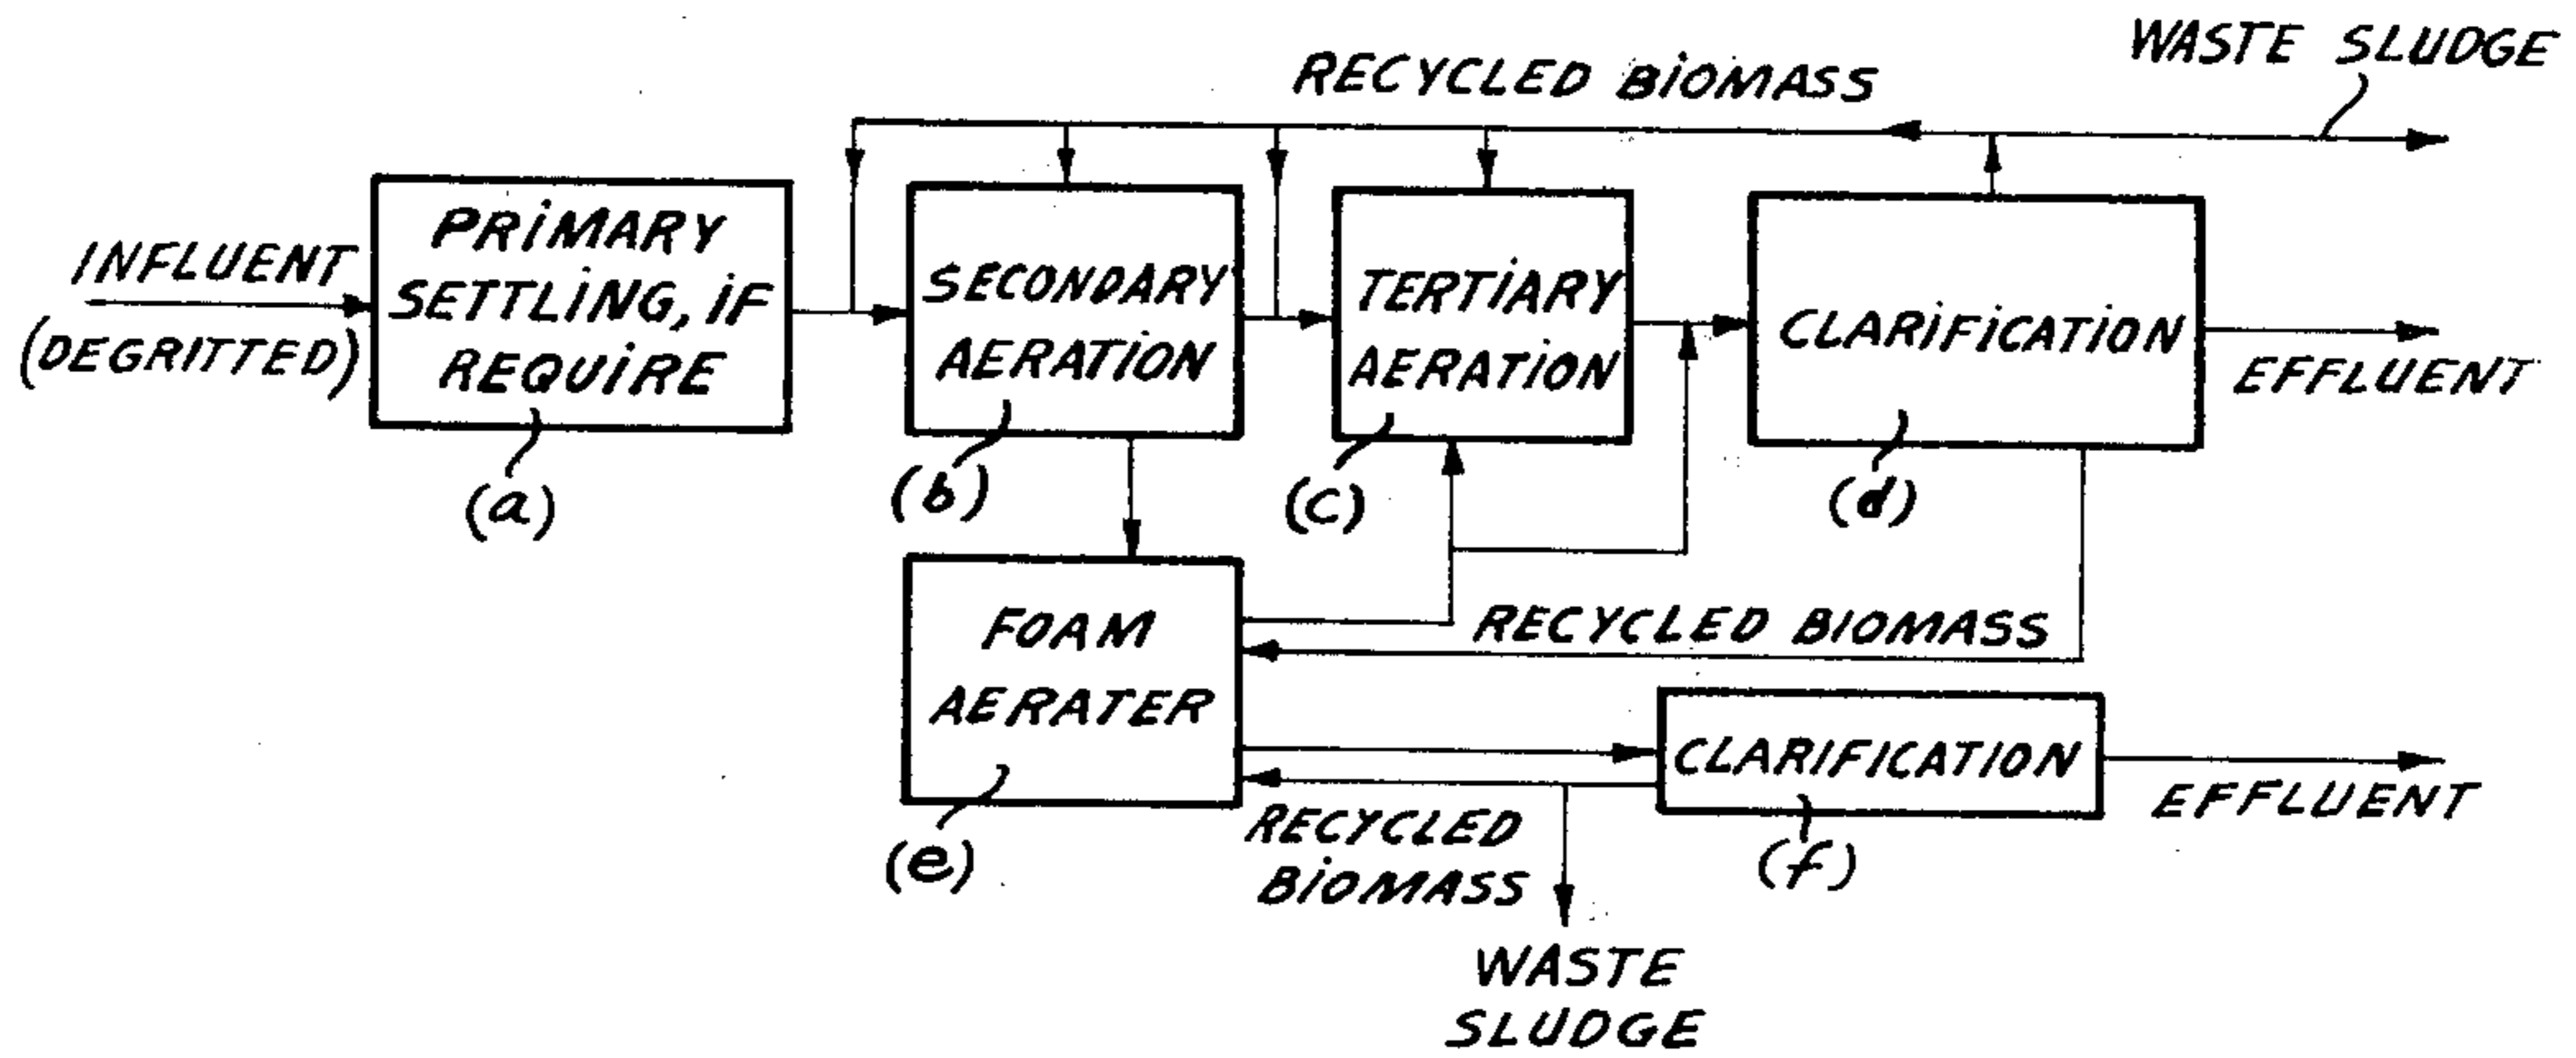 WASTE SLUDGE
RECYCLED BIOMASS
INFLUENT
(DEGRITTED)
PRIMARY
SETTLING, IF
REQUIRE
(a)
SECONDARY
AERATION
(b)
TERTIARY
AERATION
(c)
CLARIFICATION
(d)
EFFLUENT
FOAM
AERATER
(e)
RECYCLED BIOMASS
CLARIFICATION
(f)
EFFLUENT
RECYCLED
BIOMASS
WASTE
SLUDGE